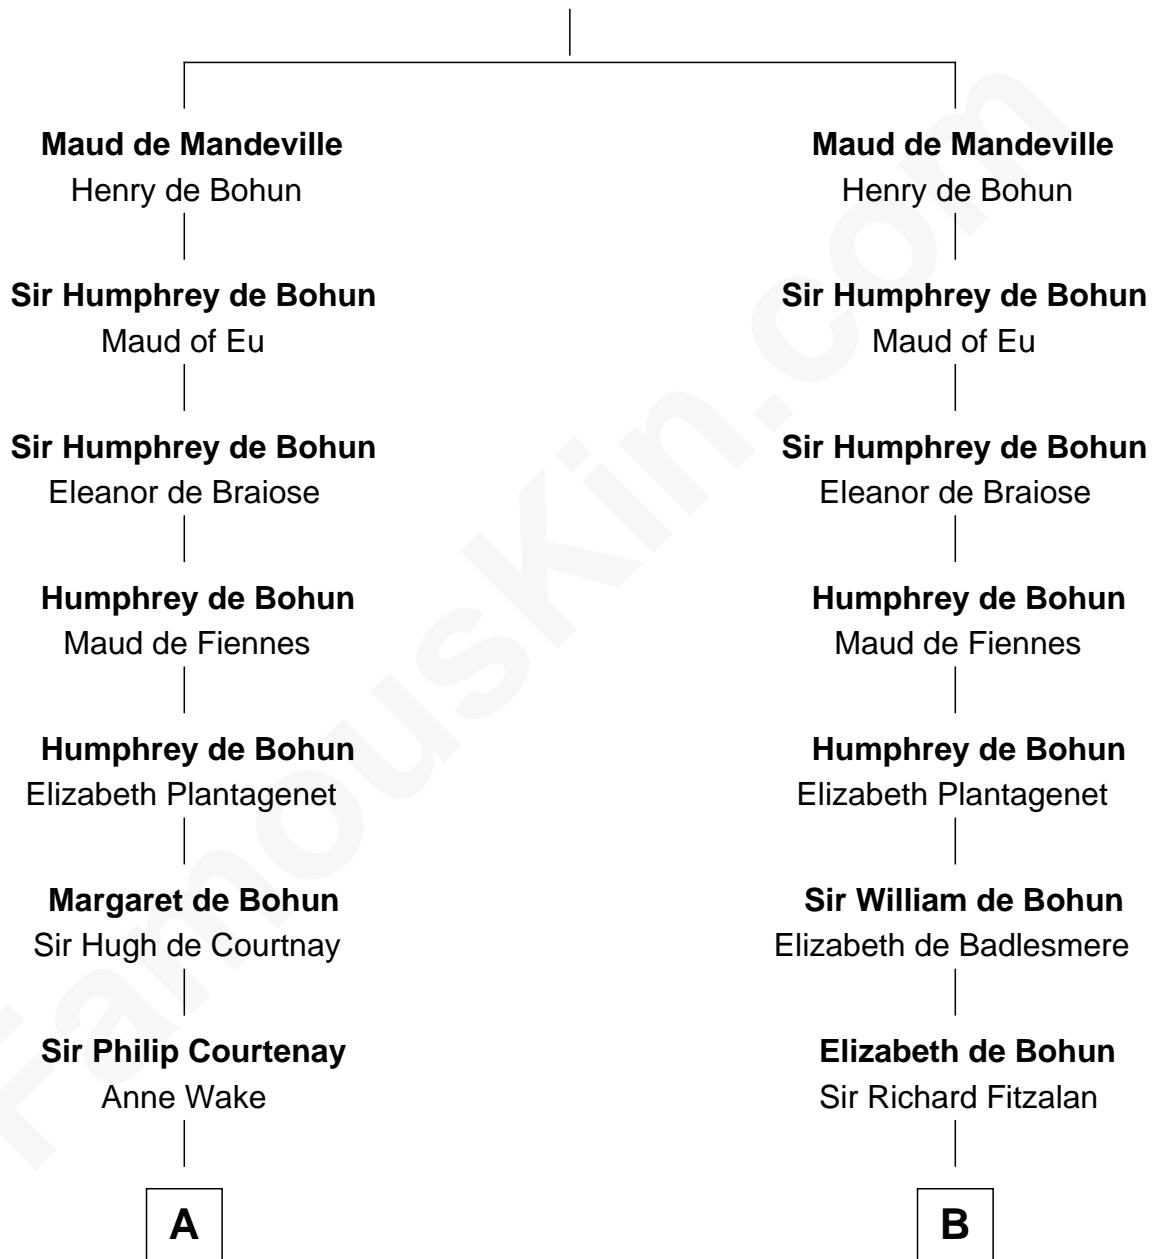 Maud de Mandeville
Henry de Bohun
Sir Humphrey de Bohun
Maud of Eu
Sir Humphrey de Bohun
Eleanor de Braiose
Humphrey de Bohun
Maud de Fiennes
Humphrey de Bohun
Elizabeth Plantagenet
Margaret de Bohun
Sir Hugh de Courtnay
Sir Philip Courtenay
Anne Wake
A
Maud de Mandeville
Henry de Bohun
Sir Humphrey de Bohun
Maud of Eu
Sir Humphrey de Bohun
Eleanor de Braiose
Humphrey de Bohun
Maud de Fiennes
Humphrey de Bohun
Elizabeth Plantagenet
Sir William de Bohun
Elizabeth de Badlesmere
Elizabeth de Bohun
Sir Richard Fitzalan
B
FamousKin.com